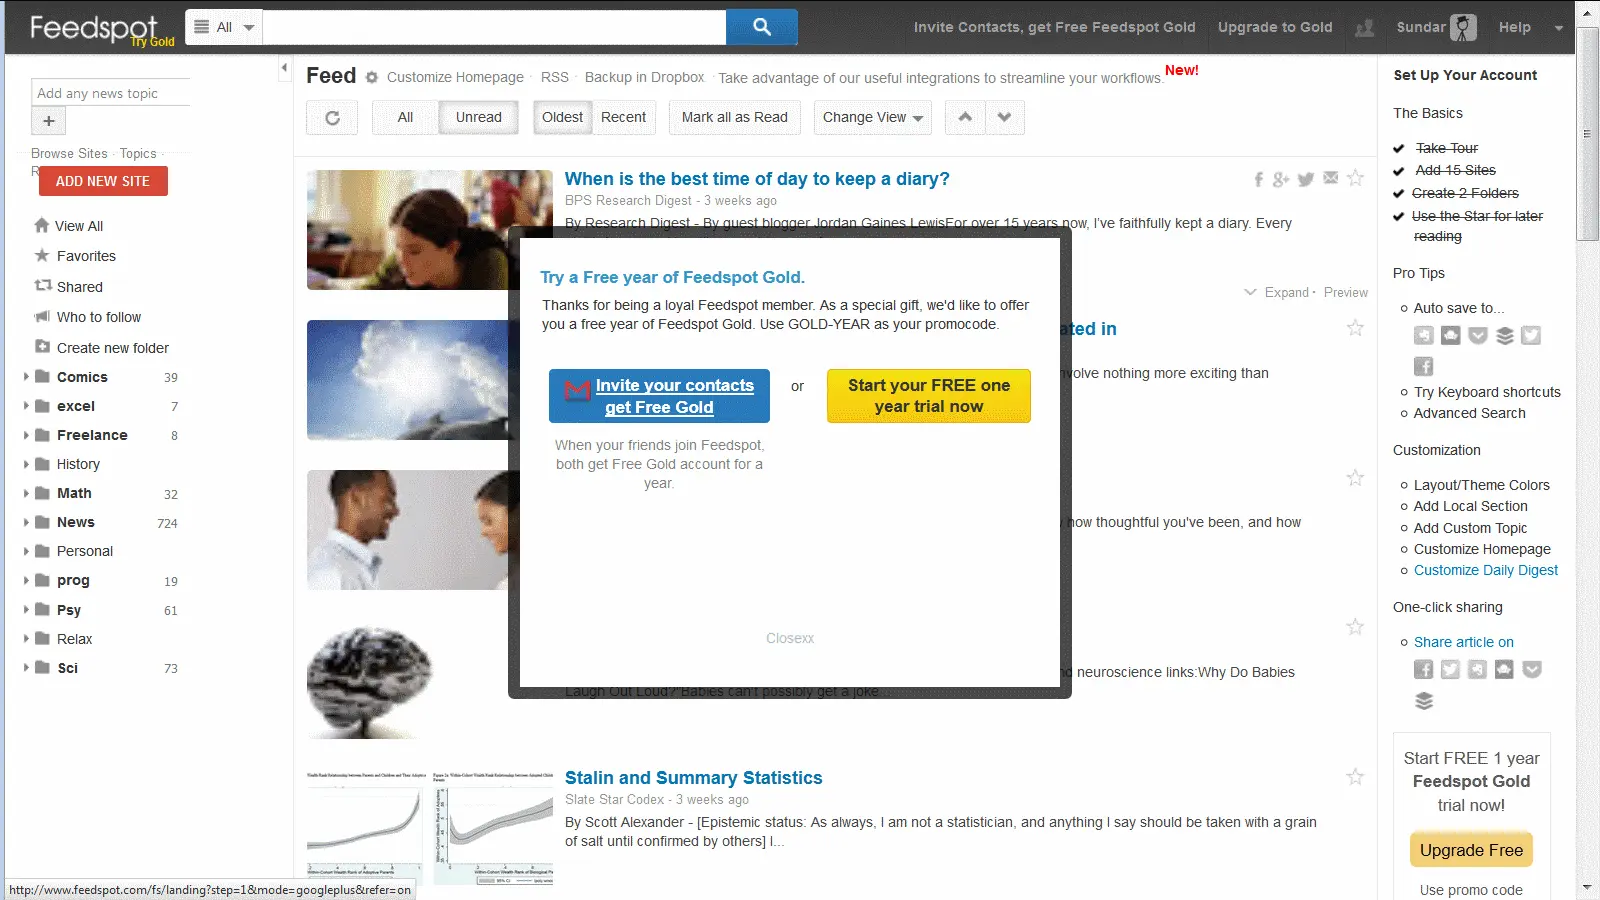 Feedspot
Try Gold
All
Invite Contacts, get Free Feedspot Gold
Upgrade to Gold
Sundar
Help
Add any news topic
+
Browse Sites · Topics ·
R
ADD NEW SITE
View All
Favorites
Shared
Who to follow
Create new folder
Comics 39
excel 7
Freelance 8
History
Math 32
News 724
Personal
prog 19
Psy 61
Relax
Sci 73
Feed
Customize Homepage · RSS · Backup in Dropbox · Take advantage of our useful integrations to streamline your workflows. New!
All Unread Oldest Recent Mark all as Read Change View
When is the best time of day to keep a diary?
BPS Research Digest - 3 weeks ago
By Research Digest - By guest blogger Jordan Gaines LewisFor over 15 years now, I've faithfully kept a diary. Every
Expand · Preview
ated in
volve nothing more exciting than
how thoughtful you've been, and how
nd neuroscience links:Why Do Babies
Laugh Out Loud? Babies can't possibly get a joke...
Try a Free year of Feedspot Gold.
Thanks for being a loyal Feedspot member. As a special gift, we'd like to offer
you a free year of Feedspot Gold. Use GOLD-YEAR as your promocode.
Invite your contacts
get Free Gold
or
Start your FREE one
year trial now
When your friends join Feedspot,
both get Free Gold account for a
year.
Closexx
Stalin and Summary Statistics
Slate Star Codex - 3 weeks ago
By Scott Alexander - [Epistemic status: As always, I am not a statistician, and anything I say should be taken with a grain
of salt until confirmed by others] I...
Set Up Your Account
The Basics
Take Tour
Add 15 Sites
Create 2 Folders
Use the Star for later
reading
Pro Tips
Auto save to...
Try Keyboard shortcuts
Advanced Search
Customization
Layout/Theme Colors
Add Local Section
Add Custom Topic
Customize Homepage
Customize Daily Digest
One-click sharing
Share article on
Start FREE 1 year
Feedspot Gold
trial now!
Upgrade Free
Use promo code
http://www.feedspot.com/fs/landing?step=1&mode=googleplus&refer=on